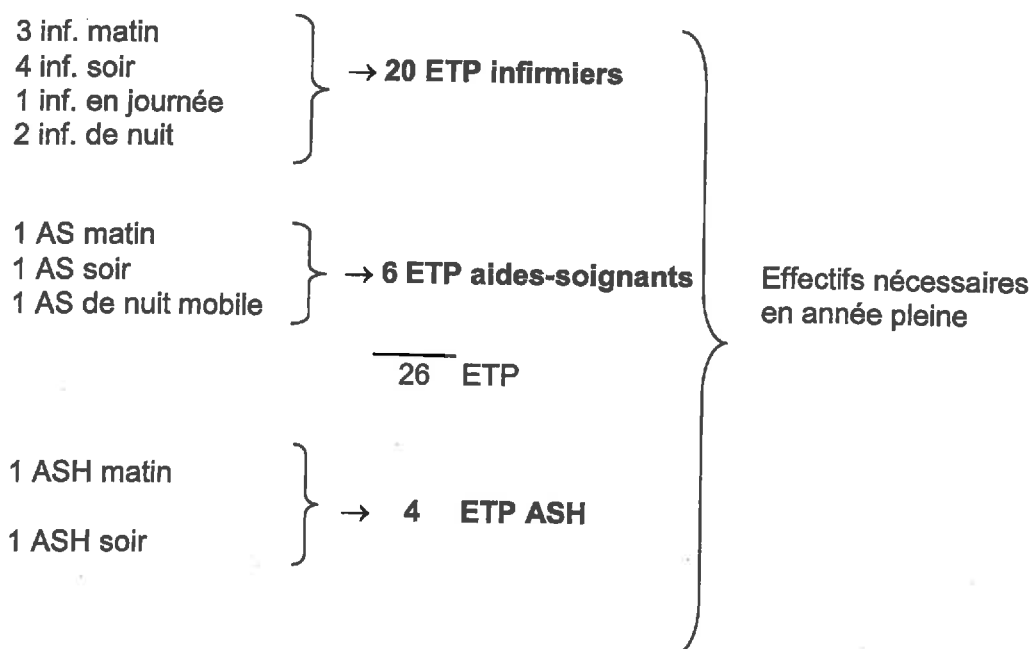 3 inf. matin
4 inf. soir
1 inf. en journée
2 inf. de nuit
→ 20 ETP infirmiers
1 AS matin
1 AS soir
1 AS de nuit mobile
→ 6 ETP aides-soignants
26 ETP
1 ASH matin
1 ASH soir
→ 4 ETP ASH
Effectifs nécessaires
en année pleine